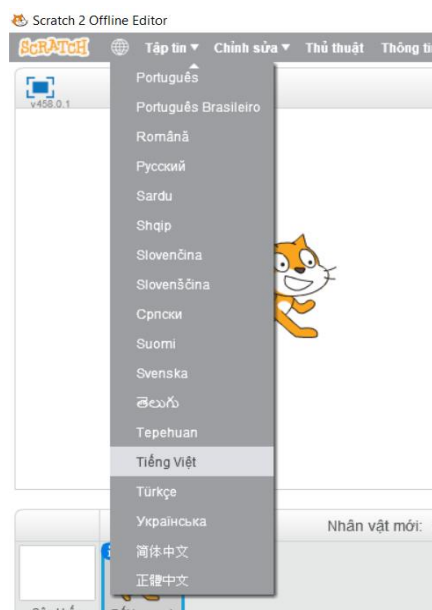 Scratch 2 Offline Editor
SCRATCH Tập tin Chỉnh sửa Thủ thuật Thông
v458.0.1
Português
Português Brasileiro
Română
Русский
Sardu
Shqip
Slovenčina
Slovenščina
Српски
Suomi
Svenska
తెలుగు
Tepehuan
Tiếng Việt
Türkçe
Українська
Nhân vật mới:
简体中文
正體中文